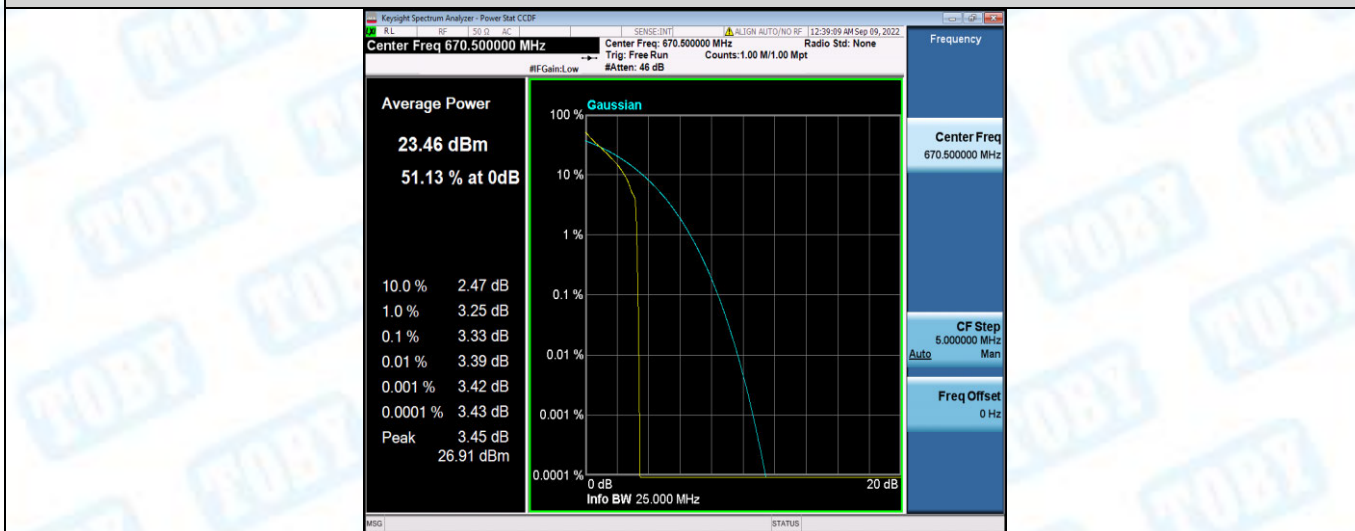 Keysight Spectrum Analyzer - Power Stat CCDF
RL RF 50 Ω AC SENSE:INT ALIGN AUTO/NO RF 12:39:09 AM Sep 09, 2022
Center Freq 670.500000 MHz
Center Freq: 670.500000 MHz Radio Std: None
Trig: Free Run Counts:1.00 M/1.00 Mpt
#IFGain:Low #Atten: 46 dB
Frequency
Average Power
23.46 dBm
51.13 % at 0dB
10.0 % 2.47 dB
1.0 % 3.25 dB
0.1 % 3.33 dB
0.01 % 3.39 dB
0.001 % 3.42 dB
0.0001 % 3.43 dB
Peak 3.45 dB
26.91 dBm
Gaussian
100 %
10 %
1 %
0.1 %
0.01 %
0.001 %
0.0001 %
0 dB 20 dB
Info BW 25.000 MHz
Center Freq
670.500000 MHz
CF Step
5.000000 MHz
Auto Man
Freq Offset
0 Hz
MSG STATUS
TOBY
TOBY
TOBY
TOBY
TOBY
TOBY
TOBY